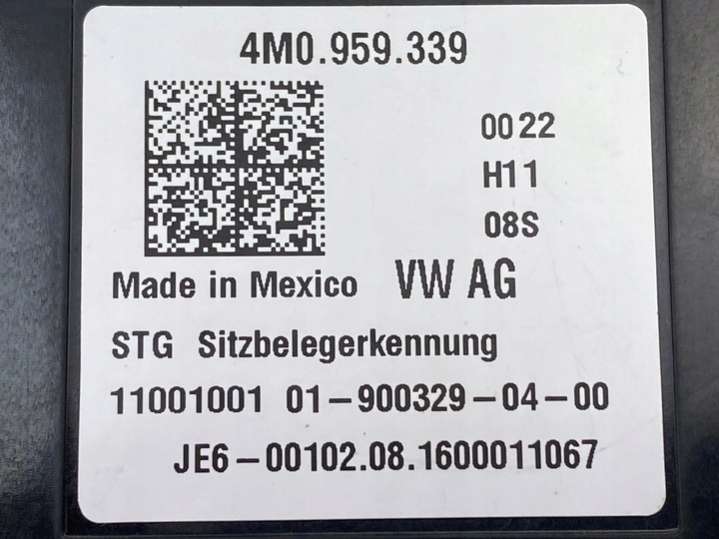 4M0.959.339
0022
H11
08S
Made in Mexico VW AG
STG Sitzbelegerkennung
11001001 01-900329-04-00
JE6-00102.08.1600011067